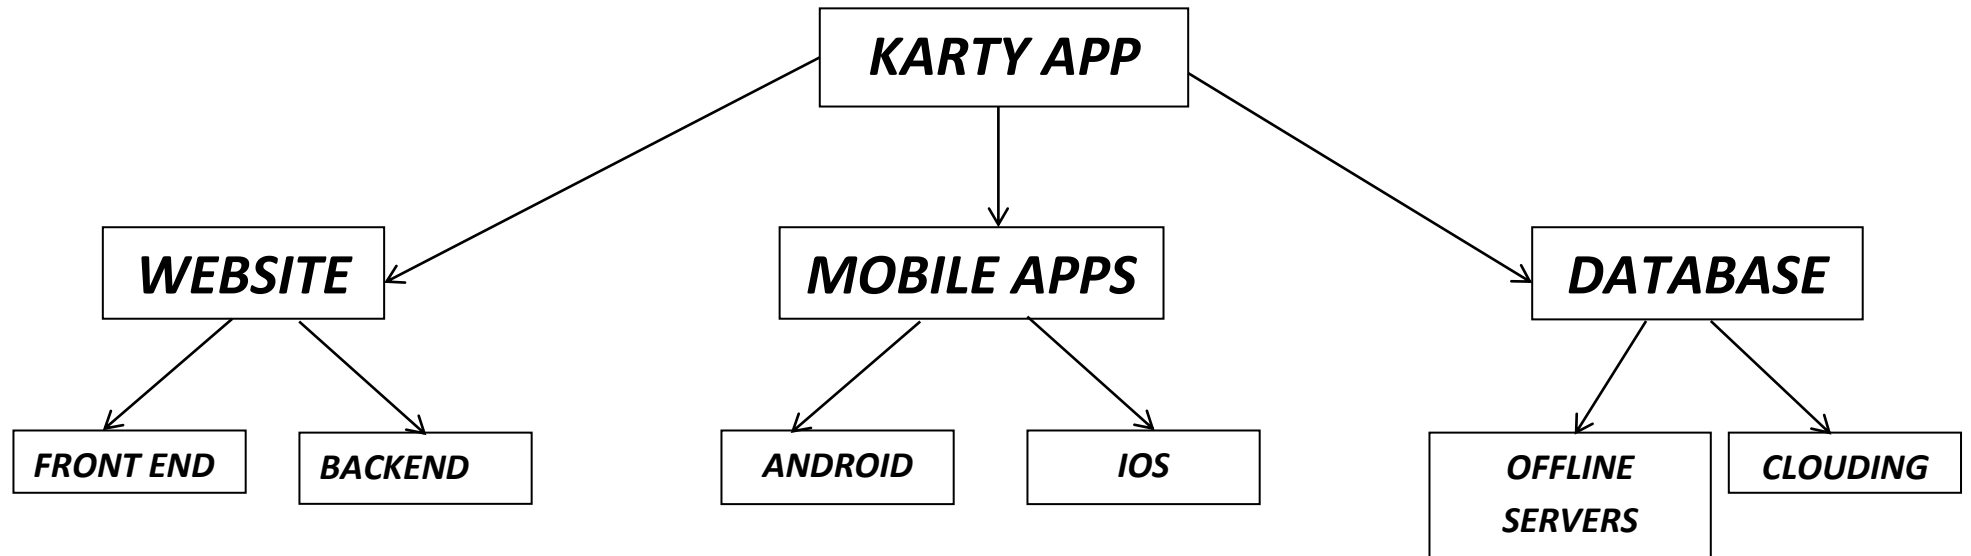 KARTY APP
WEBSITE
MOBILE APPS
DATABASE
FRONT END
BACKEND
ANDROID
IOS
OFFLINE
SERVERS
CLOUDING